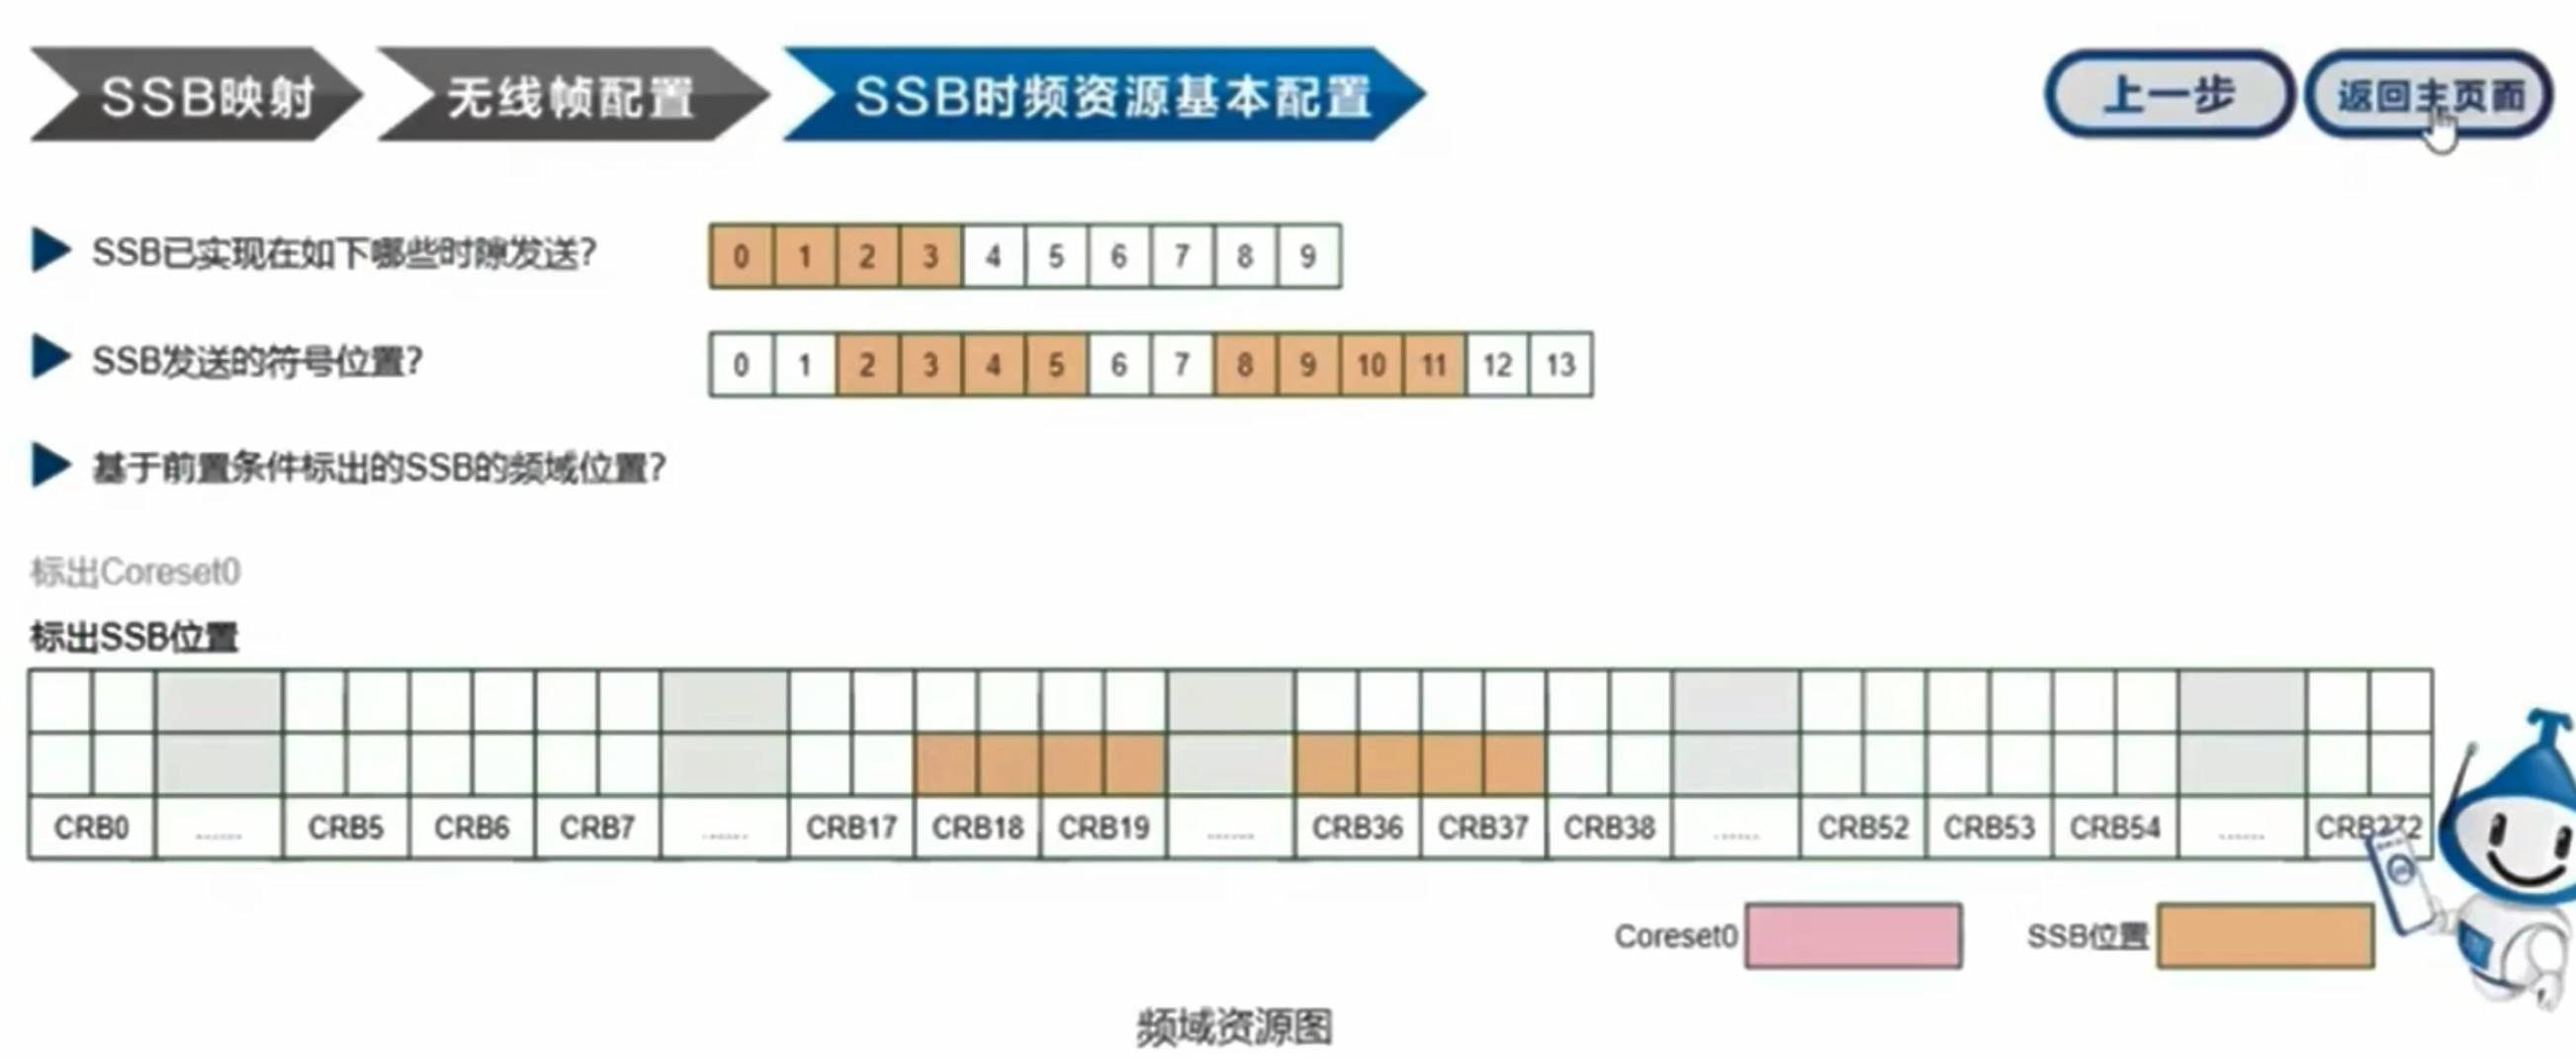 SSB映射 无线帧配置 SSB时频资源基本配置 上一步 返回主页面
SSB已实现在如下哪些时隙发送? 0 1 2 3 4 5 6 7 8 9
SSB发送的符号位置? 0 1 2 3 4 5 6 7 8 9 10 11 12 13
基于前置条件标出的SSB的频域位置?
标出Coreset0
标出SSB位置
CRB0 ...... CRB5 CRB6 CRB7 ...... CRB17 CRB18 CRB19 ...... CRB36 CRB37 CRB38 ...... CRB52 CRB53 CRB54 ...... CRB272
Coreset0 SSB位置
频域资源图